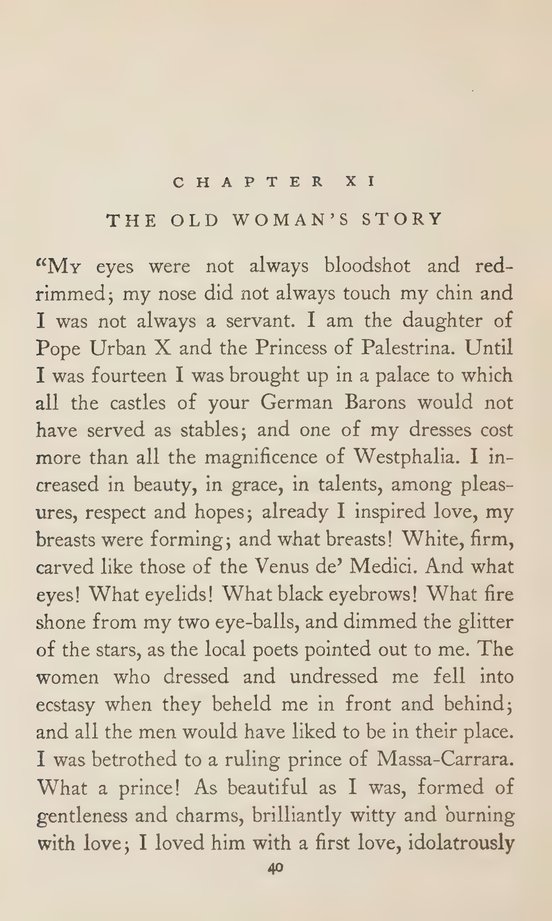 CHAPTER XI
THE OLD WOMAN'S STORY
“My eyes were not always bloodshot and red-
rimmed; my nose did not always touch my chin and
I was not always a servant. I am the daughter of
Pope Urban X and the Princess of Palestrina. Until
I was fourteen I was brought up in a palace to which
all the castles of your German Barons would not
have served as stables; and one of my dresses cost
more than all the magnificence of Westphalia. I in-
creased in beauty, in grace, in talents, among pleas-
ures, respect and hopes; already I inspired love, my
breasts were forming; and what breasts! White, firm,
carved like those of the Venus de’ Medici. And what
eyes! What eyelids! What black eyebrows! What fire
shone from my two eye-balls, and dimmed the glitter
of the stars, as the local poets pointed out to me. The
women who dressed and undressed me fell into
ecstasy when they beheld me in front and behind;
and all the men would have liked to be in their place.
I was betrothed to a ruling prince of Massa-Carrara.
What a prince! As beautiful as I was, formed of
gentleness and charms, brilliantly witty and burning
with love; I loved him with a first love, idolatrously
40